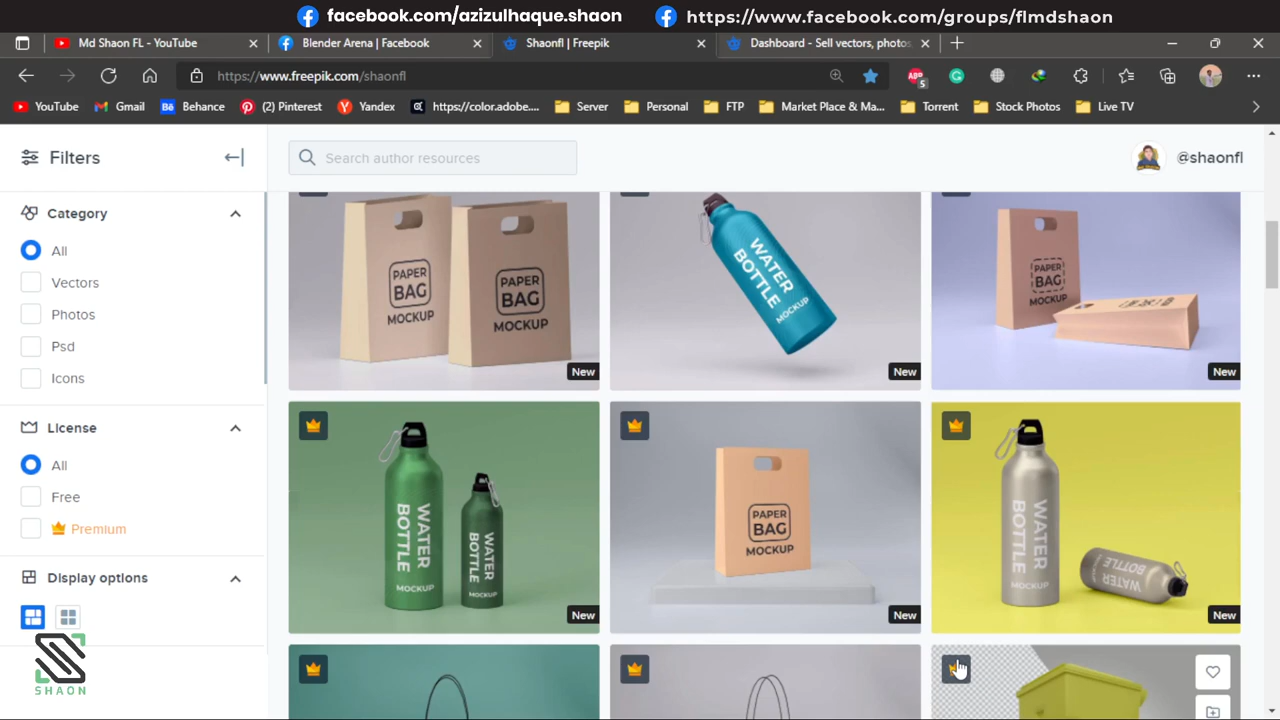 facebook.com/azizulhaque.shaon https://www.facebook.com/groups/flmdshaon
Md Shaon FL - YouTube Blender Arena | Facebook Shaonfl | Freepik Dashboard - Sell vectors, photos,
https://www.freepik.com/shaonfl
ABP 5
YouTube Gmail Behance (2) Pinterest Yandex https://color.adobe.... Server Personal FTP Market Place & Ma... Torrent Stock Photos Live TV
Filters
Search author resources
@shaonfl
Category
All
Vectors
Photos
Psd
Icons
License
All
Free
Premium
Display options
SHAON
PAPER
BAG
MOCKUP
PAPER
BAG
MOCKUP
New
WATER
BOTTLE
MOCKUP
New
PAPER
BAG
MOCKUP
New
WATER
BOTTLE
MOCKUP
WATER
BOTTLE
MOCKUP
New
PAPER
BAG
MOCKUP
New
WATER
BOTTLE
MOCKUP
WATER
BOTTLE
New